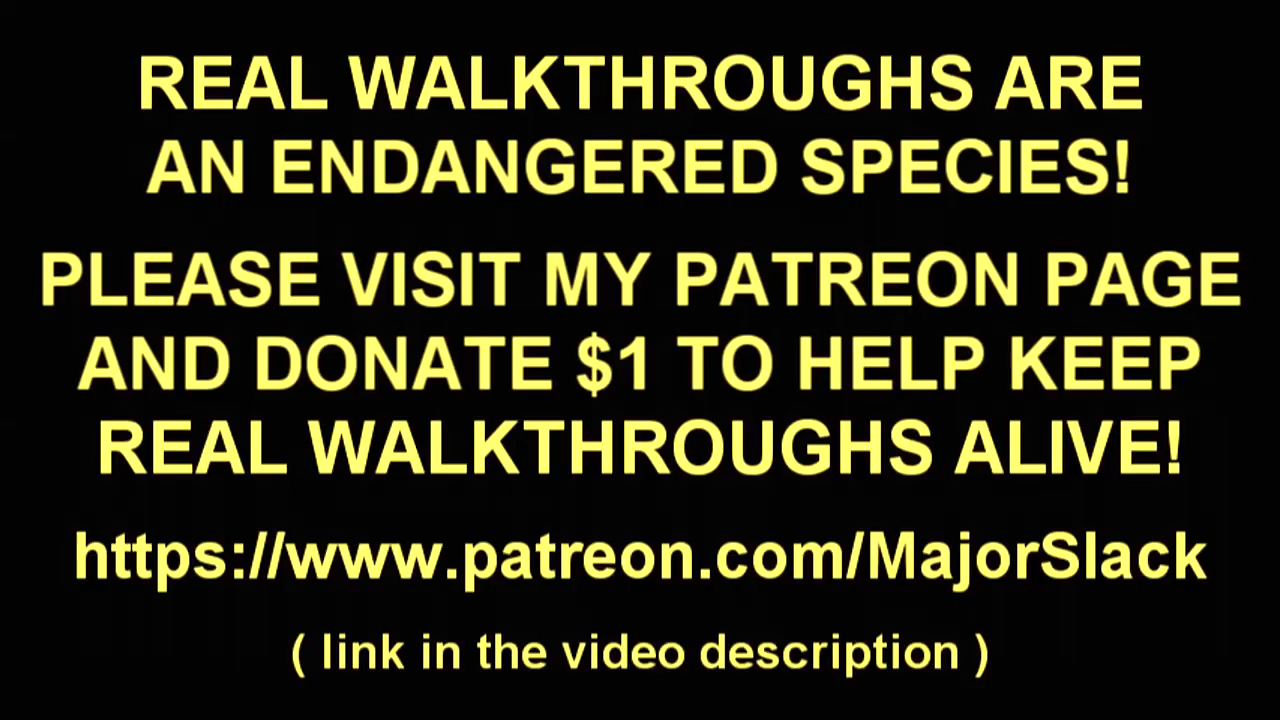 REAL WALKTHROUGHS ARE
AN ENDANGERED SPECIES!
PLEASE VISIT MY PATREON PAGE
AND DONATE $1 TO HELP KEEP
REAL WALKTHROUGHS ALIVE!
https://www.patreon.com/MajorSlack
( link in the video description )